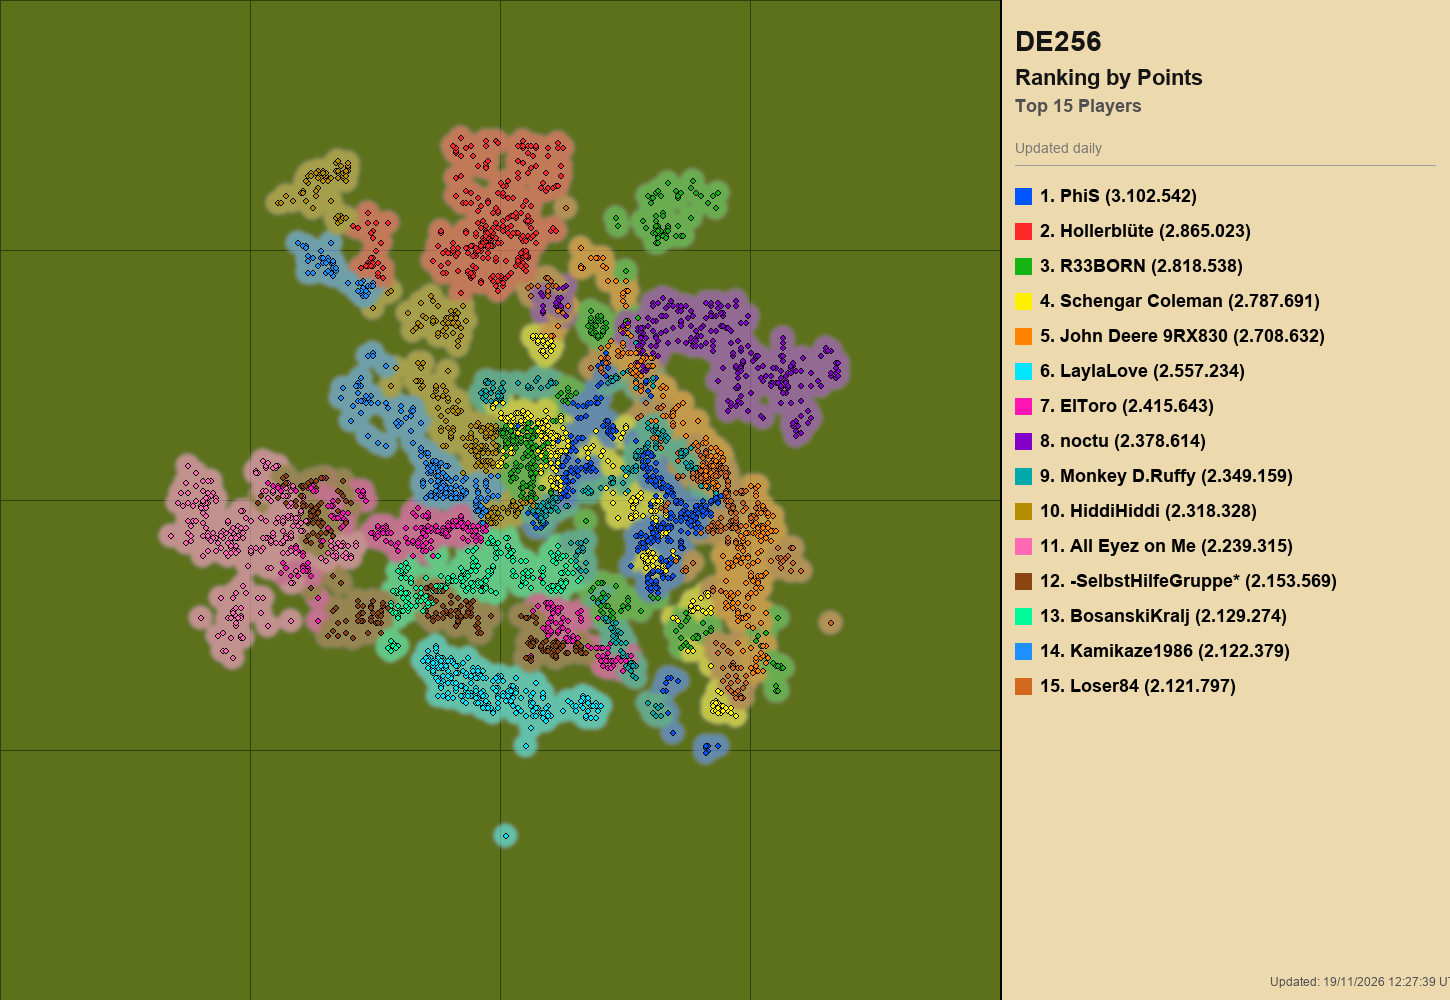 DE256
Ranking by Points
Top 15 Players
Updated daily
1. PhiS (3.102.542)
2. Hollerblüte (2.865.023)
3. R33BORN (2.818.538)
4. Schengar Coleman (2.787.691)
5. John Deere 9RX830 (2.708.632)
6. LaylaLove (2.557.234)
7. ElToro (2.415.643)
8. noctu (2.378.614)
9. Monkey D.Ruffy (2.349.159)
10. HiddiHiddi (2.318.328)
11. All Eyez on Me (2.239.315)
12. -SelbstHilfeGruppe* (2.153.569)
13. BosanskiKralj (2.129.274)
14. Kamikaze1986 (2.122.379)
15. Loser84 (2.121.797)
Updated: 19/11/2026 12:27:39 U